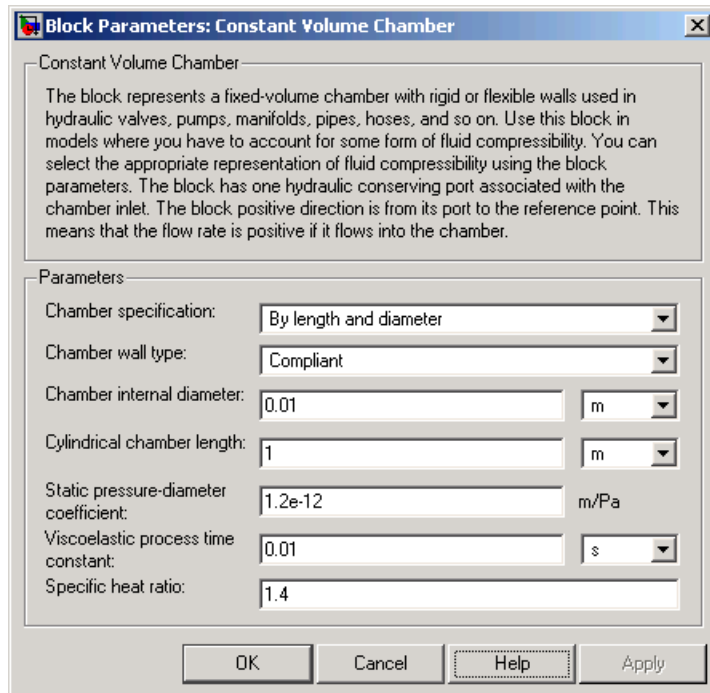 Block Parameters: Constant Volume Chamber
Constant Volume Chamber
The block represents a fixed-volume chamber with rigid or flexible walls used in
hydraulic valves, pumps, manifolds, pipes, hoses, and so on. Use this block in
models where you have to account for some form of fluid compressibility. You can
select the appropriate representation of fluid compressibility using the block
parameters. The block has one hydraulic conserving port associated with the
chamber inlet. The block positive direction is from its port to the reference point. This
means that the flow rate is positive if it flows into the chamber.
Parameters
Chamber specification: By length and diameter
Chamber wall type: Compliant
Chamber internal diameter: 0.01 m
Cylindrical chamber length: 1 m
Static pressure-diameter
coefficient: 1.2e-12 m/Pa
Viscoelastic process time
constant: 0.01 s
Specific heat ratio: 1.4
OK Cancel Help Apply